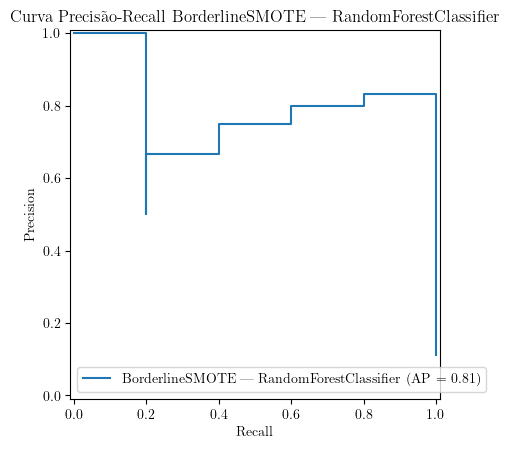 Curva Precisão-Recall BorderlineSMOTE — RandomForestClassifier
1.0
0.8
0.6
0.4
0.2
0.0
Precision
BorderlineSMOTE — RandomForestClassifier (AP = 0.81)
0.0 0.2 0.4 0.6 0.8 1.0
Recall